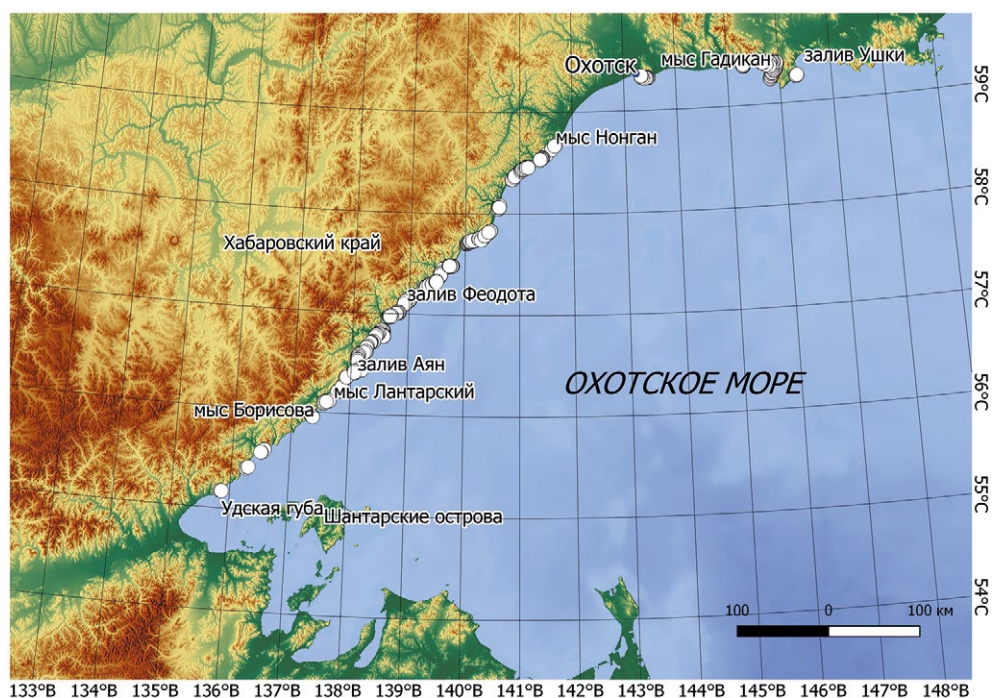 Охотск
мыс Гадикан
залив Ушки
59°С
мыс Нонган
58°С
Хабаровский край
57°С
залив Феодота
залив Аян
ОХОТСКОЕ МОРЕ
56°С
мыс Лантарский
мыс Борисова
55°С
Удская губа
Шантарские острова
54°С
100 0 100 км
133°В 134°В 135°В 136°В 137°В 138°В 139°В 140°В 141°В 142°В 143°В 144°В 145°В 146°В 147°В 148°В